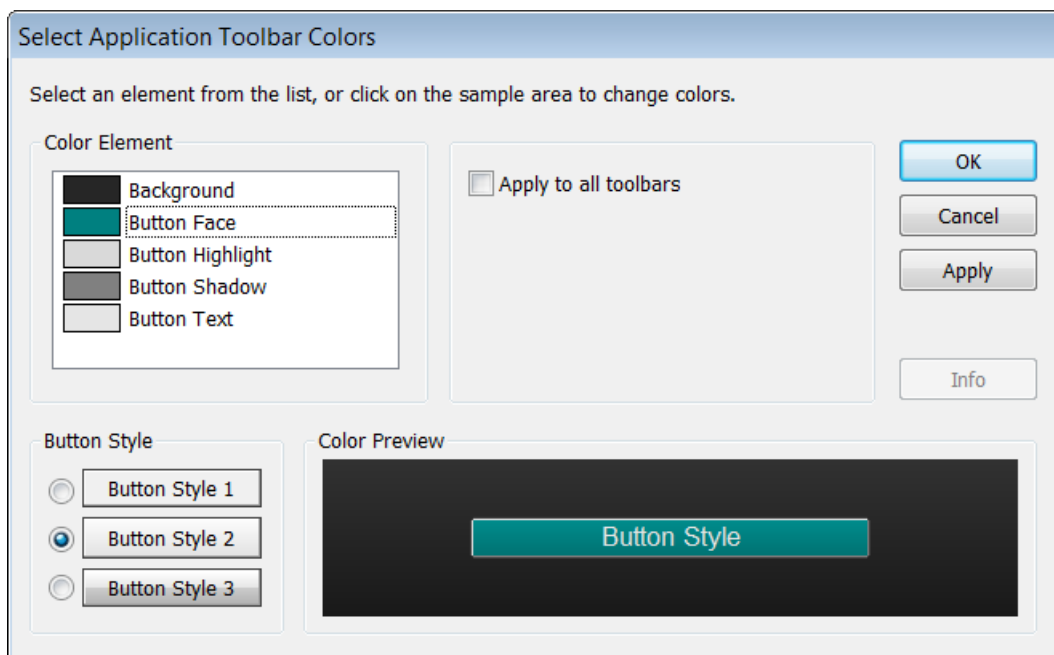 Select Application Toolbar Colors
Select an element from the list, or click on the sample area to change colors.
Color Element
Background
Button Face
Button Highlight
Button Shadow
Button Text
Apply to all toolbars
OK
Cancel
Apply
Info
Button Style
Button Style 1
Button Style 2
Button Style 3
Color Preview
Button Style